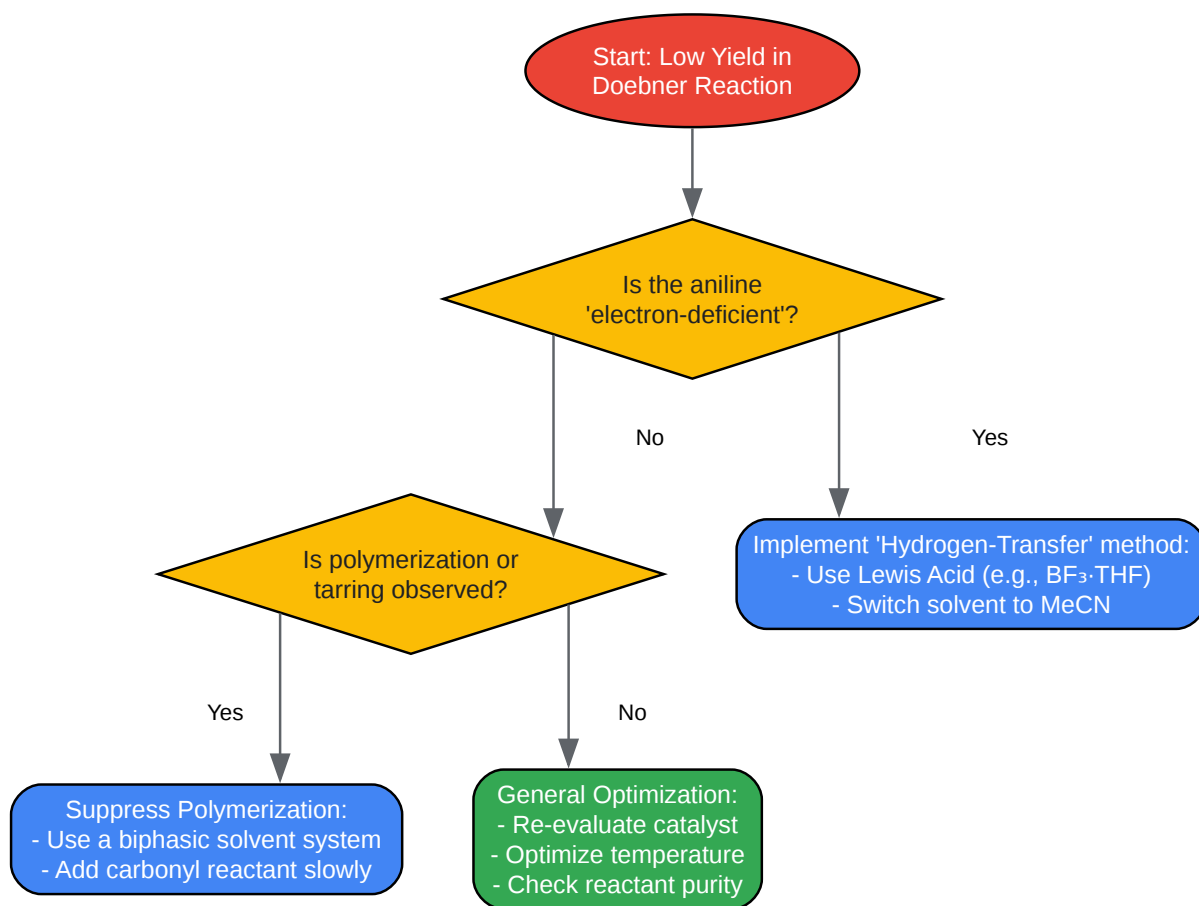 Start: Low Yield in
Doebner Reaction
Is the aniline
'electron-deficient'?
No
Yes
Is polymerization or
tarring observed?
Implement 'Hydrogen-Transfer' method:
- Use Lewis Acid (e.g., BF₃·THF)
- Switch solvent to MeCN
Yes
No
Suppress Polymerization:
- Use a biphasic solvent system
- Add carbonyl reactant slowly
General Optimization:
- Re-evaluate catalyst
- Optimize temperature
- Check reactant purity